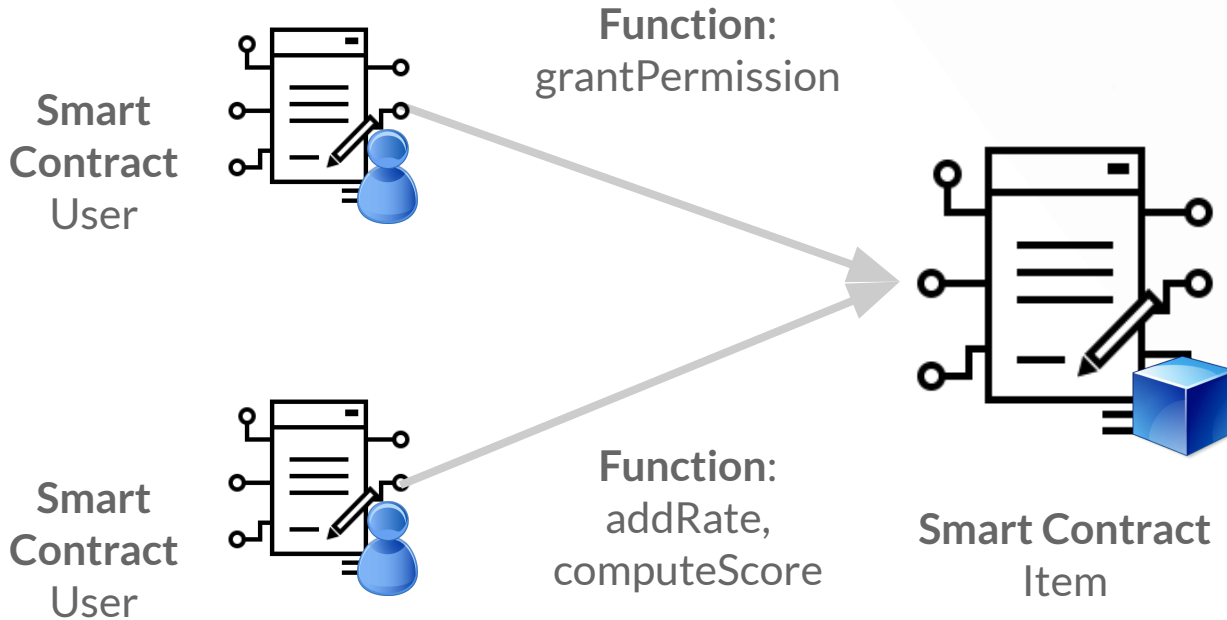 Function:
grantPermission
Smart
Contract
User
Function:
addRate,
computeScore
Smart
Contract
User
Smart Contract
Item